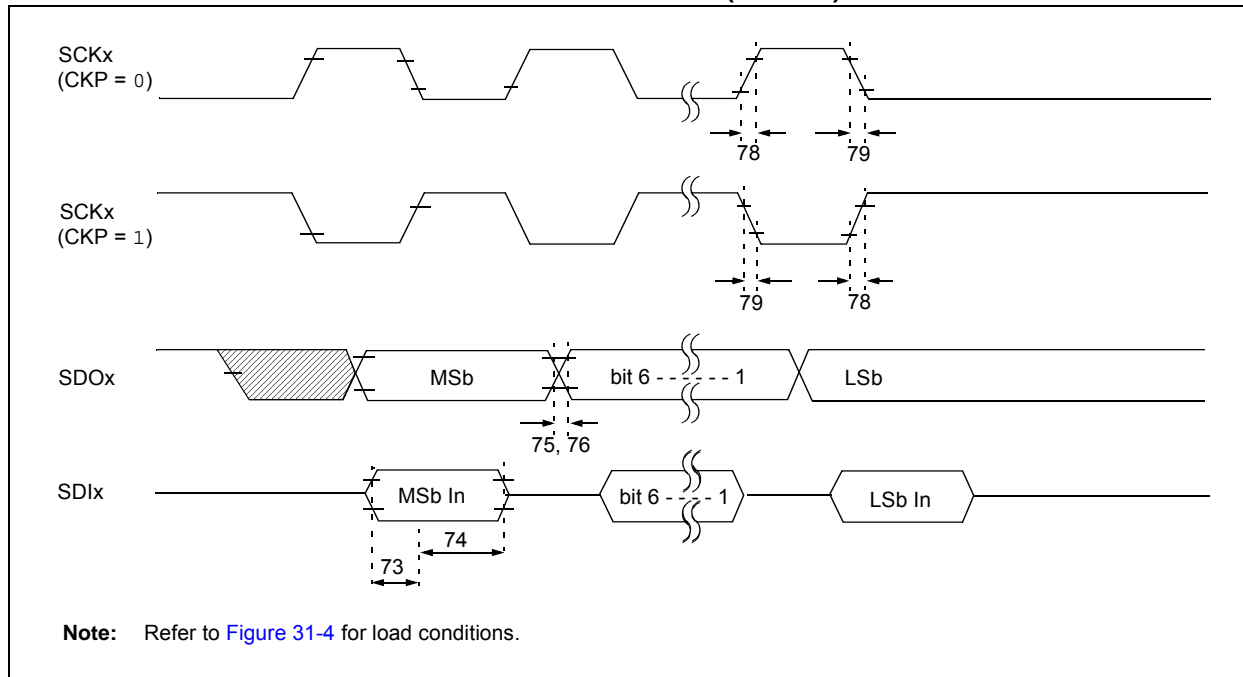 SCKx
(CKP = 0)
78
79
SCKx
(CKP = 1)
79
78
SDOx
MSb
bit 6 - - - - - - 1
LSb
75, 76
SDIx
MSb In
bit 6 - - - - 1
LSb In
74
73
Note: Refer to Figure 31-4 for load conditions.